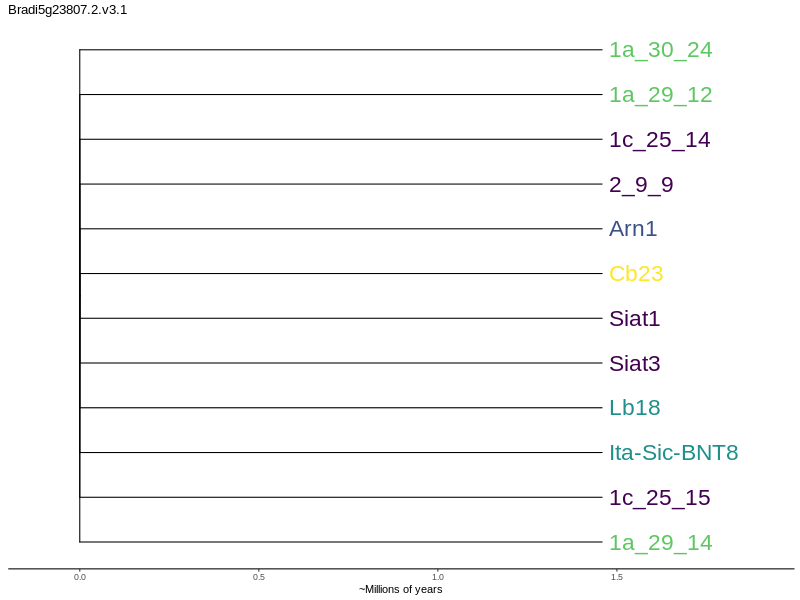 Bradi5g23807.2.v3.1
1a_30_24
1a_29_12
1c_25_14
2_9_9
Arn1
Cb23
Siat1
Siat3
Lb18
Ita-Sic-BNT8
1c_25_15
1a_29_14
0.0 0.5 1.0 1.5
~Millions of years